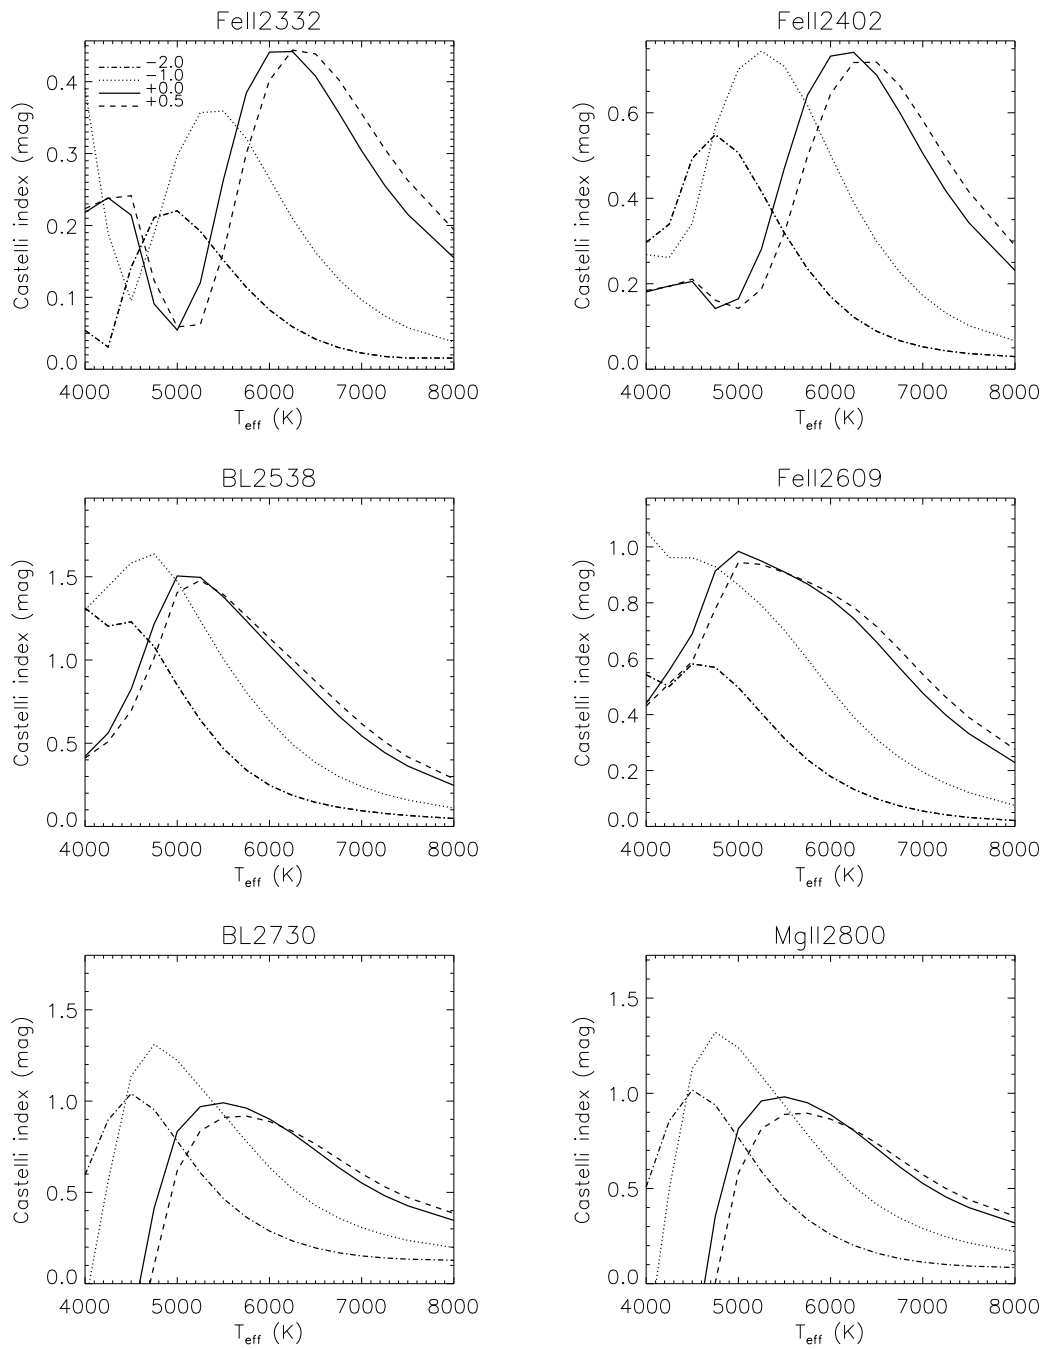 FeII2332
FeII2402
Castelli index (mag)
0.4
0.3
0.2
0.1
0.0
−2.0
−1.0
+0.0
+0.5
4000 5000 6000 7000 8000
Teff (K)
Castelli index (mag)
0.6
0.4
0.2
0.0
4000 5000 6000 7000 8000
Teff (K)
BL2538
FeII2609
Castelli index (mag)
1.5
1.0
0.5
0.0
4000 5000 6000 7000 8000
Teff (K)
Castelli index (mag)
1.0
0.8
0.6
0.4
0.2
0.0
4000 5000 6000 7000 8000
Teff (K)
BL2730
MgII2800
Castelli index (mag)
1.5
1.0
0.5
0.0
4000 5000 6000 7000 8000
Teff (K)
Castelli index (mag)
1.5
1.0
0.5
0.0
4000 5000 6000 7000 8000
Teff (K)